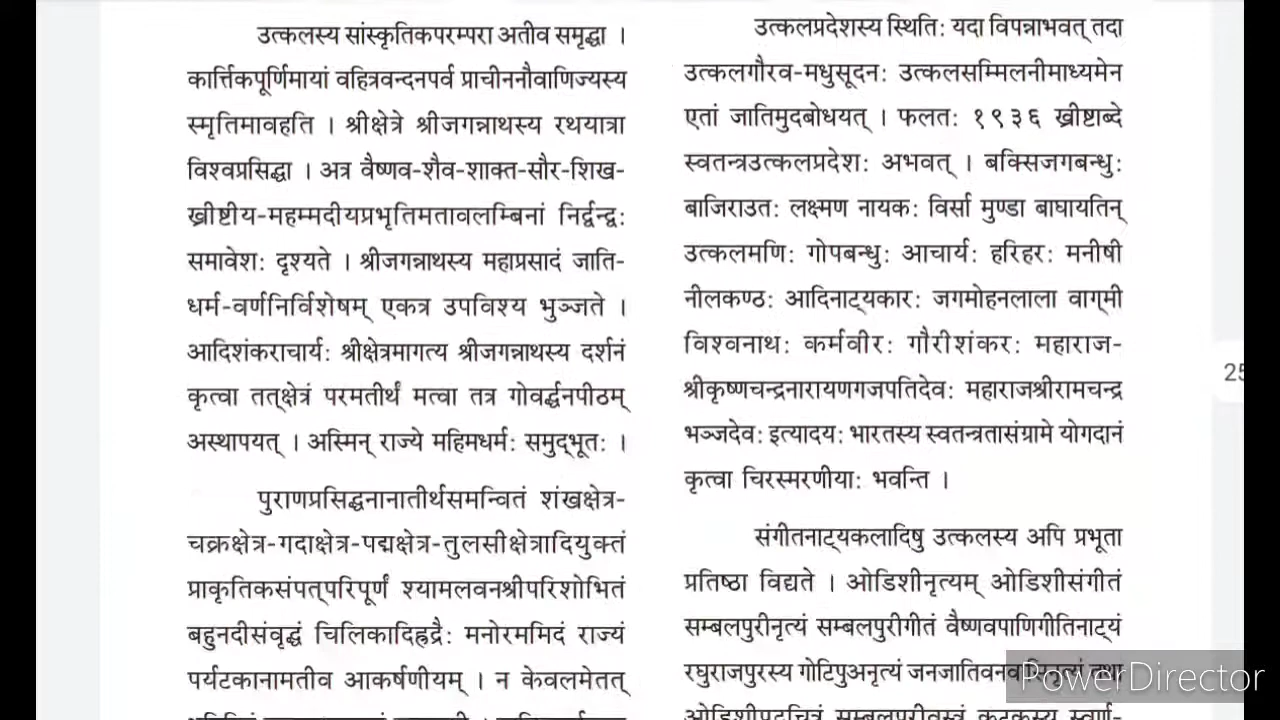 उत्कलस्य सांस्कृतिकपरम्परा अतीव समृद्धा ।
कार्त्तिकपूर्णिमायां वहित्रवन्दनपर्व प्राचीननौवाणिज्यस्य
स्मृतिमावहति । श्रीक्षेत्रे श्रीजगन्नाथस्य रथयात्रा
विश्वप्रसिद्धा । अत्र वैष्णव-शैव-शाक्त-सौर-शिख-
ख्रीष्टीय-महम्मदीयप्रभृतिमतावलम्बिनां निर्द्वन्द्वः
समावेशः दृश्यते । श्रीजगन्नाथस्य महाप्रसादं जाति-
धर्म-वर्णनिर्विशेषम् एकत्र उपविश्य भुञ्जते ।
आदिशंकराचार्यः श्रीक्षेत्रमागत्य श्रीजगन्नाथस्य दर्शनं
कृत्वा तत्क्षेत्रं परमतीर्थं मत्वा तत्र गोवर्द्धनपीठम्
अस्थापयत् । अस्मिन् राज्ये महिमधर्मः समुद्भूतः ।
पुराणप्रसिद्धनानातीर्थसमन्वितं शंखक्षेत्र-
चक्रक्षेत्र-गदाक्षेत्र-पद्मक्षेत्र-तुलसीक्षेत्रादियुक्तं
प्राकृतिकसंपत्परिपूर्णं श्यामलवनश्रीपरिशोभितं
बहुनदीसंवृद्धं चिलिकादिह्रद्रैः मनोरममिदं राज्यं
पर्यटकानामतीव आकर्षणीयम् । न केवलमेतत्
उत्कलप्रदेशस्य स्थितिः यदा विपन्नाभवत् तदा
उत्कलगौरव-मधुसूदनः उत्कलसम्मिलनीमाध्यमेन
एतां जातिमुदबोधयत् । फलतः १९३६ ख्रीष्टाब्दे
स्वतन्त्रउत्कलप्रदेशः अभवत् । बक्सिजगबन्धुः
बाजिराउतः लक्ष्मण नायकः विर्सा मुण्डा बाघायतिन्
उत्कलमणिः गोपबन्धुः आचार्यः हरिहरः मनीषी
नीलकण्ठः आदिनाट्यकारः जगमोहनलाला वाग्मी
विश्वनाथः कर्मवीरः गौरीशंकरः महाराज-
श्रीकृष्णचन्द्रनारायणगजपतिदेवः महाराजश्रीरामचन्द्र
भञ्जदेवः इत्यादयः भारतस्य स्वतन्त्रतासंग्रामे योगदानं
कृत्वा चिरस्मरणीयाः भवन्ति ।
संगीतनाट्यकलादिषु उत्कलस्य अपि प्रभूता
प्रतिष्ठा विद्यते । ओडिशीनृत्यम् ओडिशीसंगीतं
सम्बलपुरीनृत्यं सम्बलपुरीगीतं वैष्णवपाणिगीतिनाट्यं
रघुराजपुरस्य गोटिपुअनृत्यं
ओडिशीपटचित्रं सम्बलपुरीवस्त्रं कटकस्य स्वर्ण-
25
PowerDirector